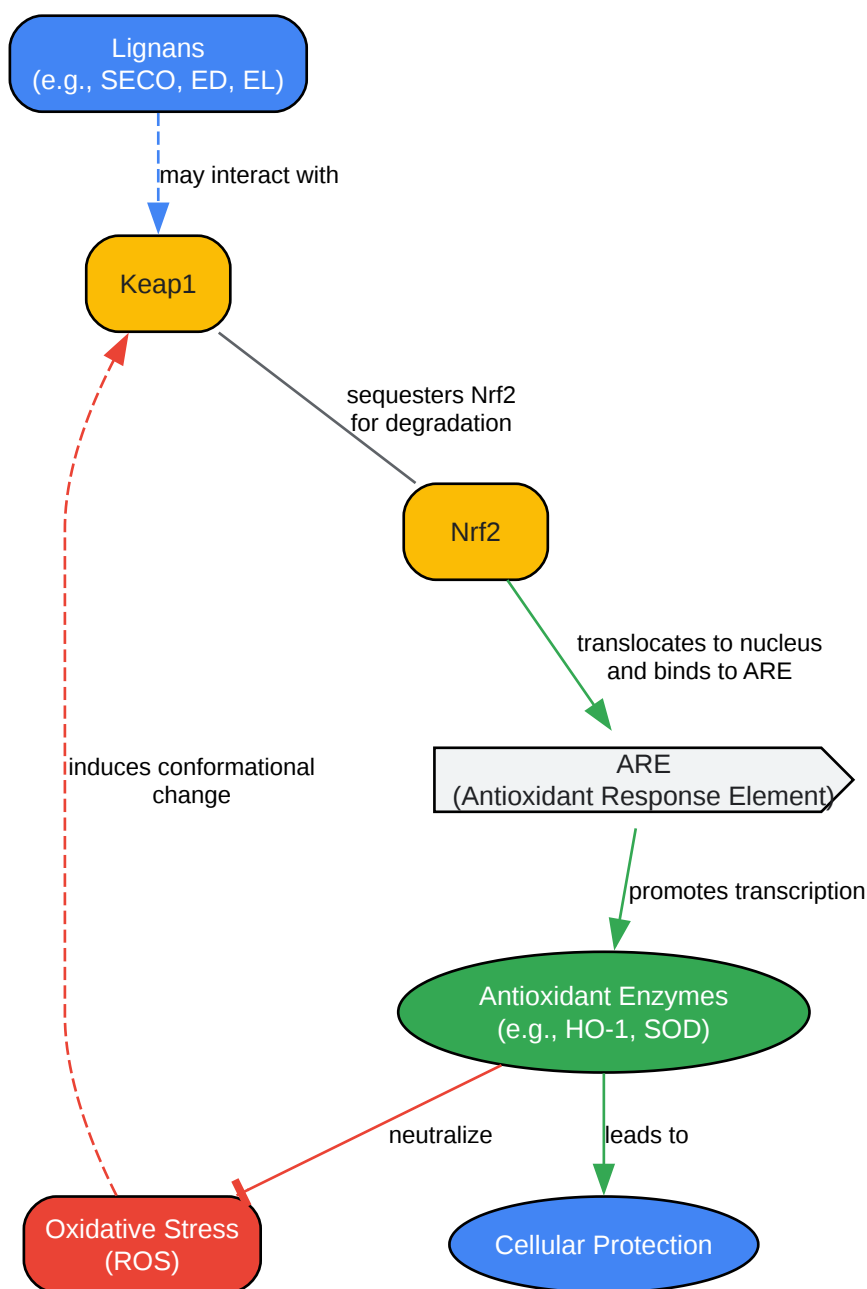 Lignans
(e.g., SECO, ED, EL)
may interact with
Keap1
sequesters Nrf2
for degradation
Nrf2
translocates to nucleus
and binds to ARE
induces conformational
change
ARE
(Antioxidant Response Element)
promotes transcription
Antioxidant Enzymes
(e.g., HO-1, SOD)
neutralize
leads to
Oxidative Stress
(ROS)
Cellular Protection